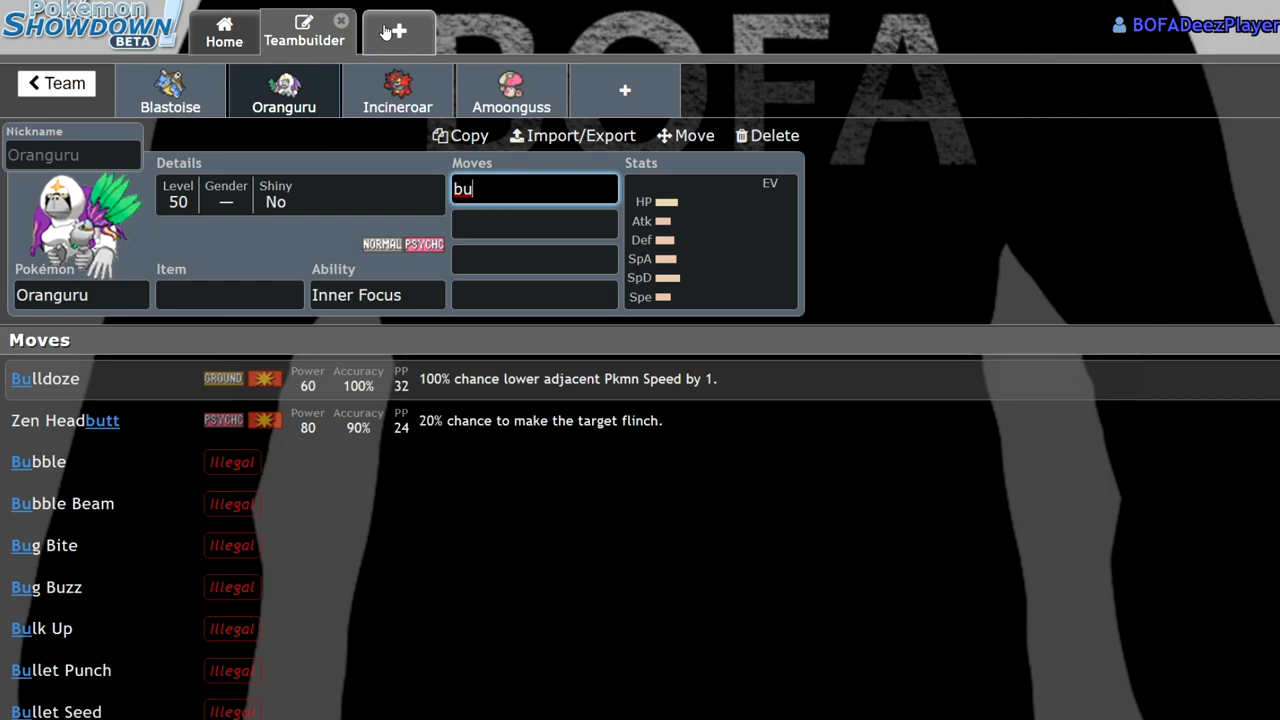 Pokémon
SHOWDOWN!
BETA
Home
Teambuilder
+
BOFA
BOFADeezPlayer
Team
Blastoise
Oranguru
Incineroar
Amoonguss
+
Copy
Import/Export
Move
Delete
Nickname
Oranguru
Details
Level
50
Gender
—
Shiny
No
NORMAL PSYCHC
Pokémon
Oranguru
Item
Ability
Inner Focus
Moves
bu
Stats
EV
HP
Atk
Def
SpA
SpD
Spe
Moves
Bulldoze GROUND Power 60 Accuracy 100% PP 32 100% chance lower adjacent Pkmn Speed by 1.
Zen Headbutt PSYCHC Power 80 Accuracy 90% PP 24 20% chance to make the target flinch.
Bubble Illegal
Bubble Beam Illegal
Bug Bite Illegal
Bug Buzz Illegal
Bulk Up Illegal
Bullet Punch Illegal
Bullet Seed Illegal